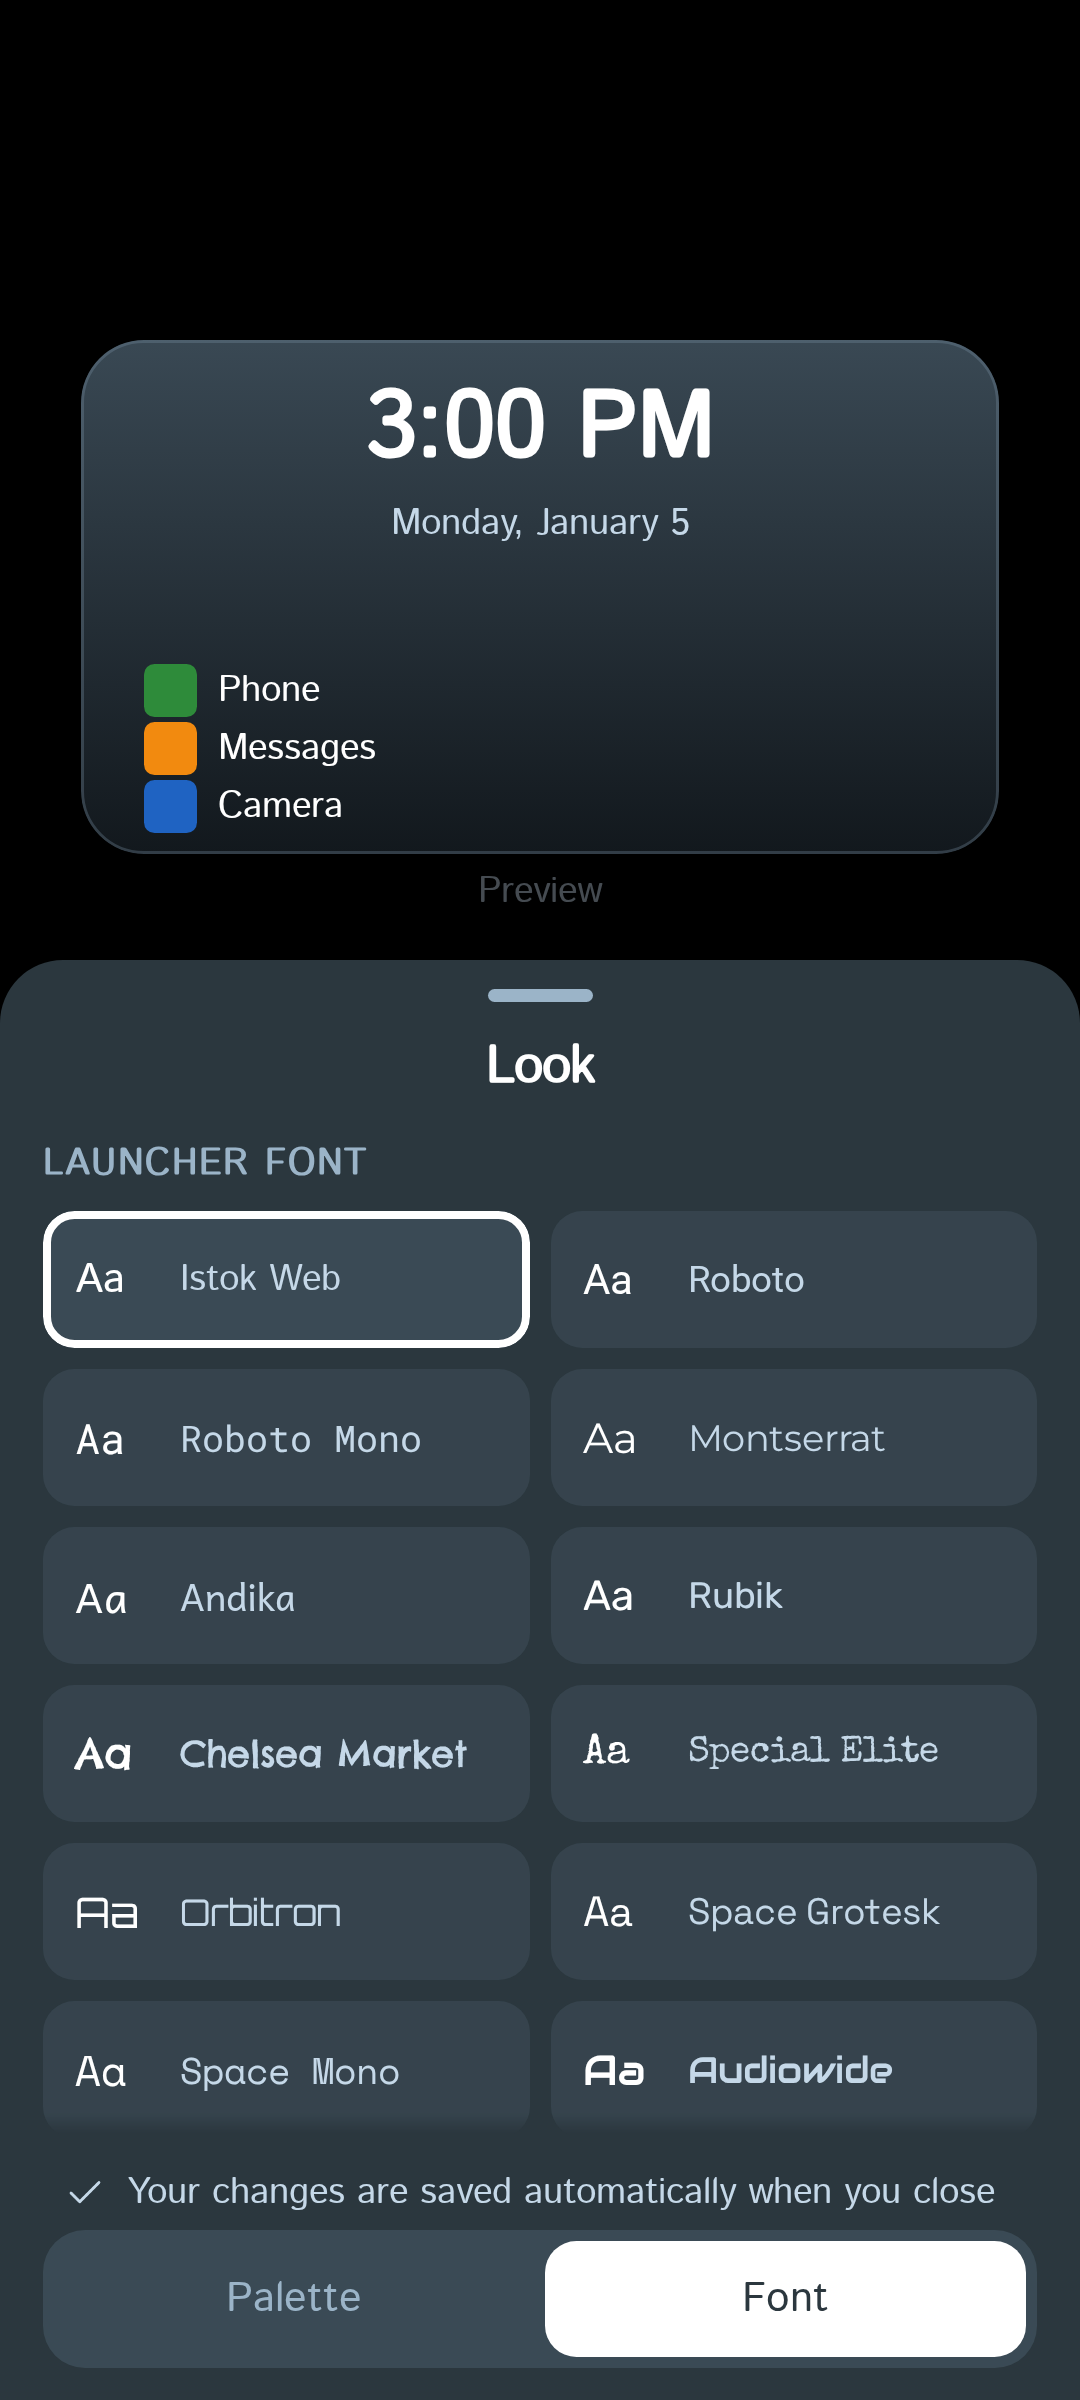 3:00 PM
Monday, January 5
Phone
Messages
Camera
Preview
Look
LAUNCHER FONT
Aa Istok Web
Aa Roboto
Aa Roboto Mono
Aa Montserrat
Aa Andika
Aa Rubik
Aa Chelsea Market
Aa Special Elite
Aa Orbitron
Aa Space Grotesk
Aa Space Mono
Aa Audiowide
Your changes are saved automatically when you close
Palette
Font